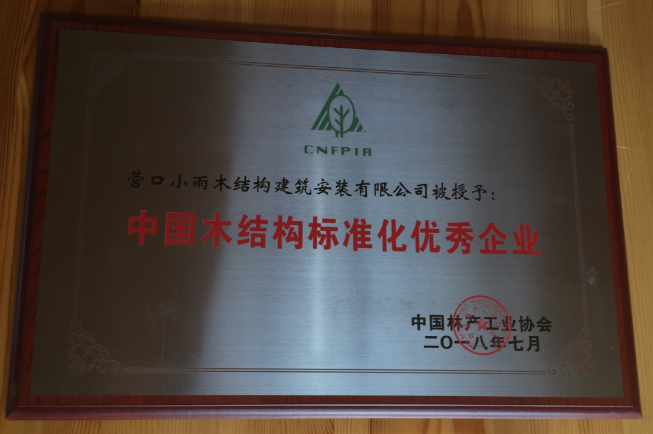 CNFPIA
营口小雨木结构建筑安装有限公司被授予：
中国木结构标准化优秀企业
中国林产工业协会
二〇一八年七月